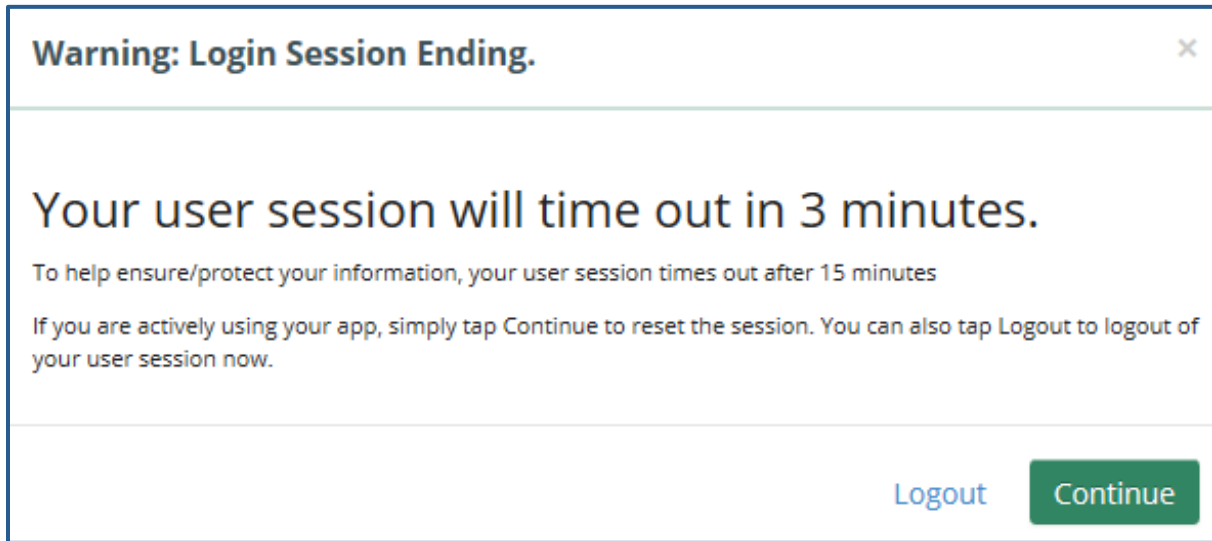 Warning: Login Session Ending.
×
Your user session will time out in 3 minutes.
To help ensure/protect your information, your user session times out after 15 minutes
If you are actively using your app, simply tap Continue to reset the session. You can also tap Logout to logout of
your user session now.
Logout
Continue